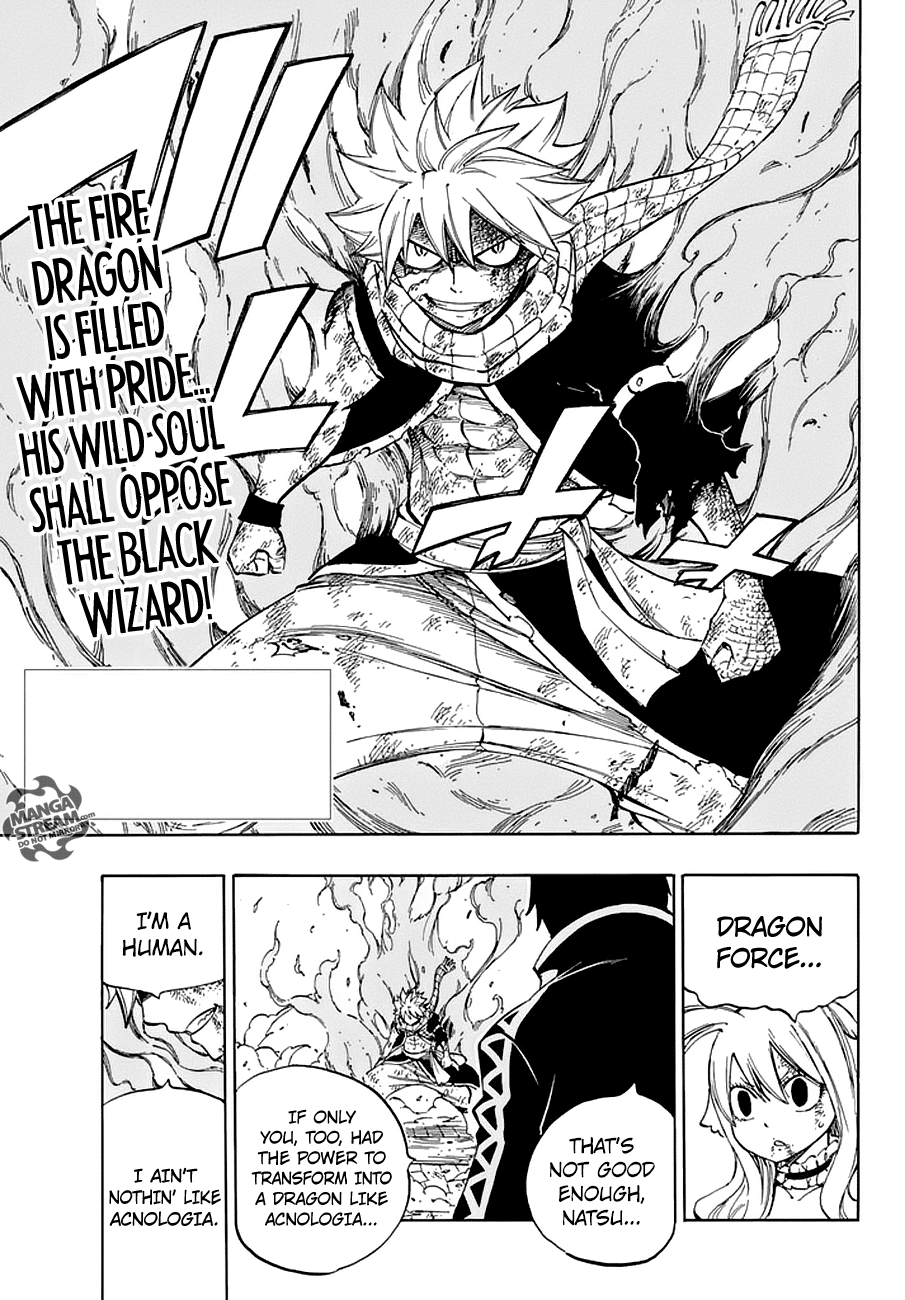 THE FIRE
DRAGON
IS FILLED
WITH PRIDE...
HIS WILD SOUL
SHALL OPPOSE
THE BLACK
WIZARD!
MANGA
STREAM.com
DO NOT MIRROR
DRAGON
FORCE...
THAT'S
NOT GOOD
ENOUGH,
NATSU...
IF ONLY
YOU, TOO, HAD
THE POWER TO
TRANSFORM INTO
A DRAGON LIKE
ACNOLOGIA...
I'M A
HUMAN.
I AIN'T
NOTHIN' LIKE
ACNOLOGIA.